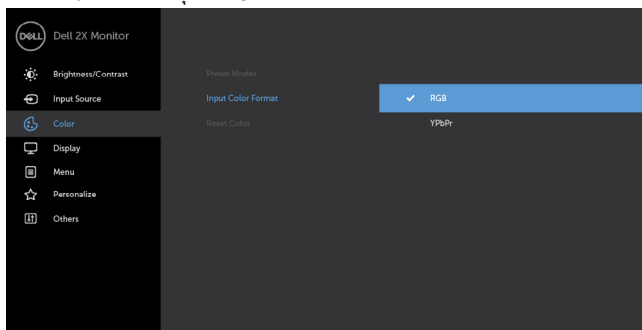 DELL
Dell 2X Monitor
Brightness/Contrast
Preset Modes
Input Source
Input Color Format
RGB
Color
Reset Color
YPbPr
Display
Menu
Personalize
Others